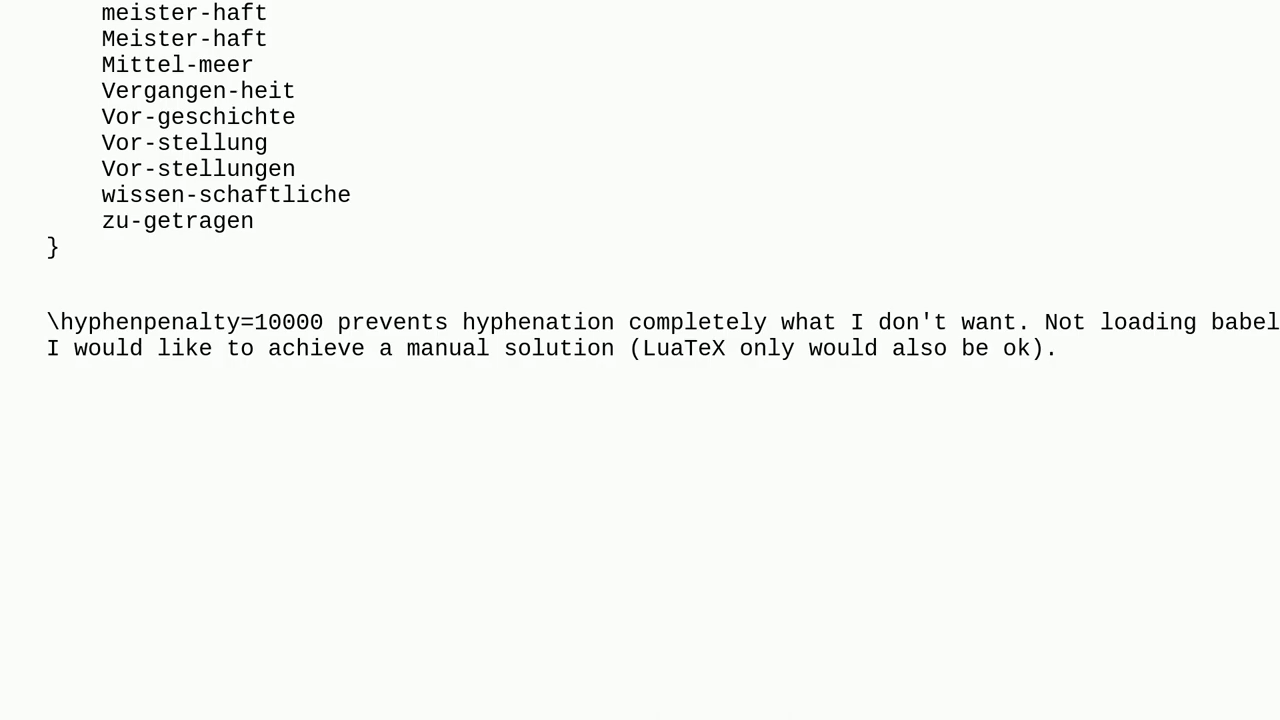 meister-haft
Meister-haft
Mittel-meer
Vergangen-heit
Vor-geschichte
Vor-stellung
Vor-stellungen
wissen-schaftliche
zu-getragen
}
\hyphenpenalty=10000 prevents hyphenation completely what I don't want. Not loading babel
I would like to achieve a manual solution (LuaTeX only would also be ok).